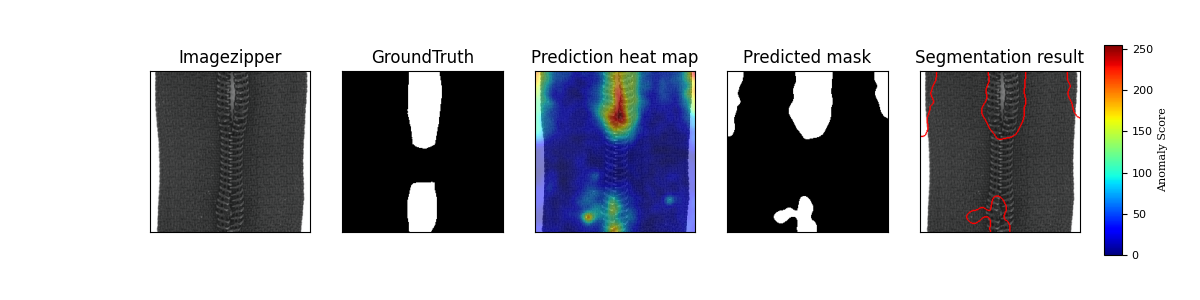 Imagezipper
GroundTruth
Prediction heat map
Predicted mask
Segmentation result
250
200
150
100
50
0
Anomaly Score